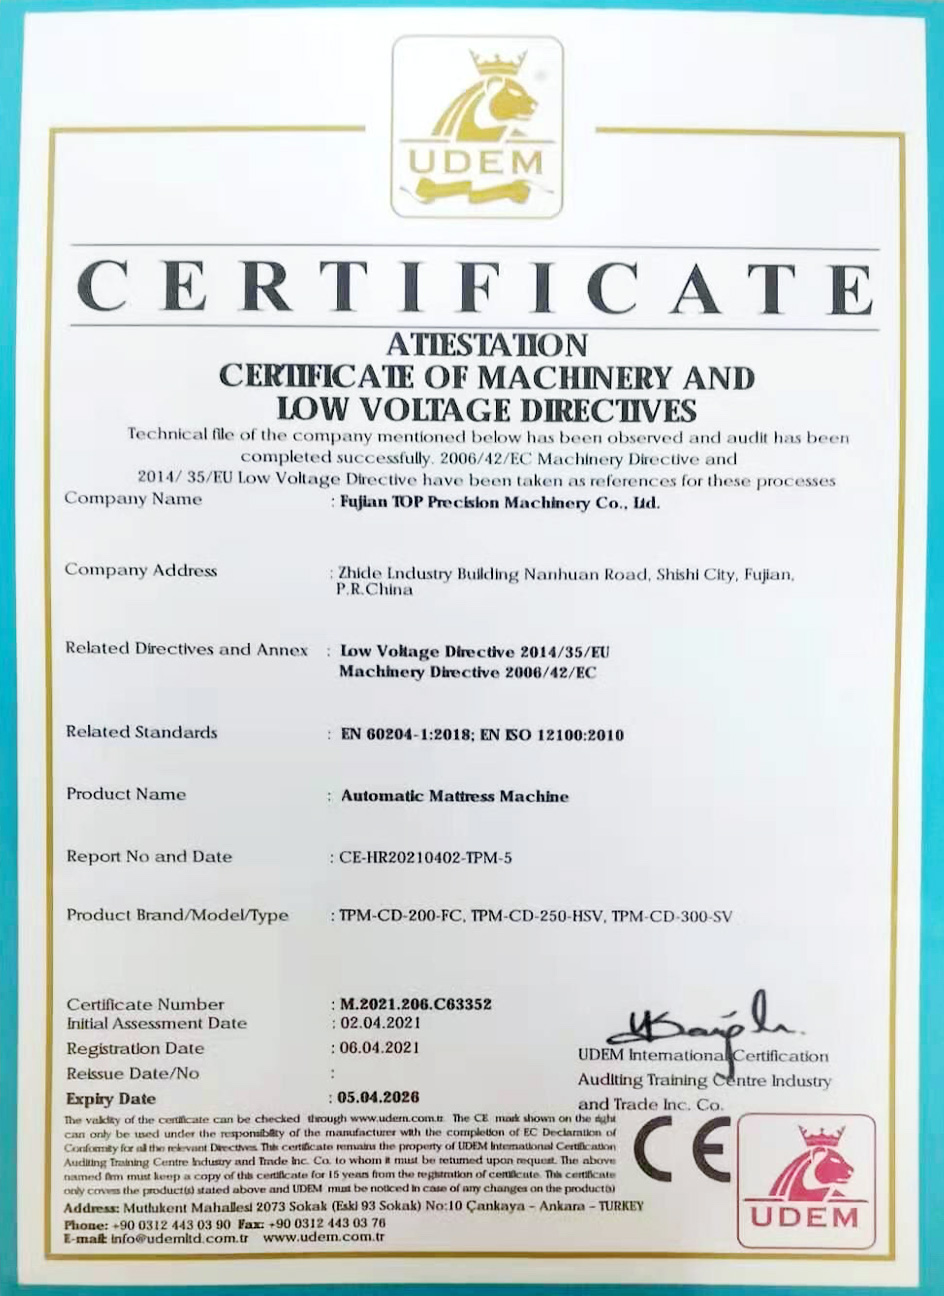 UDEM
CERTIFICATE
ATTESTATION
CERTIFICATE OF MACHINERY AND
LOW VOLTAGE DIRECTIVES
Technical file of the company mentioned below has been observed and audit has been
completed successfully. 2006/42/EC Machinery Directive and
2014/ 35/EU Low Voltage Directive have been taken as references for these processes
Company Name : Fujian TOP Precision Machinery Co., Ltd.
Company Address : Zhide Lndustry Building Nanhuan Road, Shishi City, Fujian,
P.R.China
Related Directives and Annex : Low Voltage Directive 2014/35/EU
Machinery Directive 2006/42/EC
Related Standards : EN 60204-1:2018; EN ISO 12100:2010
Product Name : Automatic Mattress Machine
Report No and Date : CE-HR20210402-TPM-5
Product Brand/Model/Type : TPM-CD-200-FC, TPM-CD-250-HSV, TPM-CD-300-SV
Certificate Number : M.2021.206.C63352
Initial Assessment Date : 02.04.2021
Registration Date : 06.04.2021
Reissue Date/No :
Expiry Date : 05.04.2026
UDEM International Certification
Auditing Training Centre Industry
and Trade Inc. Co.
The validity of the certificate can be checked through www.udem.com.tr. The CE mark shown on the right
can only be used under the responsibility of the manufacturer with the completion of EC Declaration of
Conformity for all the relevant Directives. This certificate remains the property of UDEM International Certification
Auditing Training Centre Industry and Trade Inc. Co. to whom it must be returned upon request. The above
named firm must keep a copy of this certificate for 15 years from the registration of certificate. This certificate
only covers the product(s) stated above and UDEM must be noticed in case of any changes on the product(s)
Address: Mutlukent Mahallesi 2073 Sokak (Eski 93 Sokak) No:10 Çankaya – Ankara – TURKEY
Phone: +90 0312 443 03 90 Fax: +90 0312 443 03 76
E-mail: info@udemltd.com.tr www.udem.com.tr
CE
UDEM